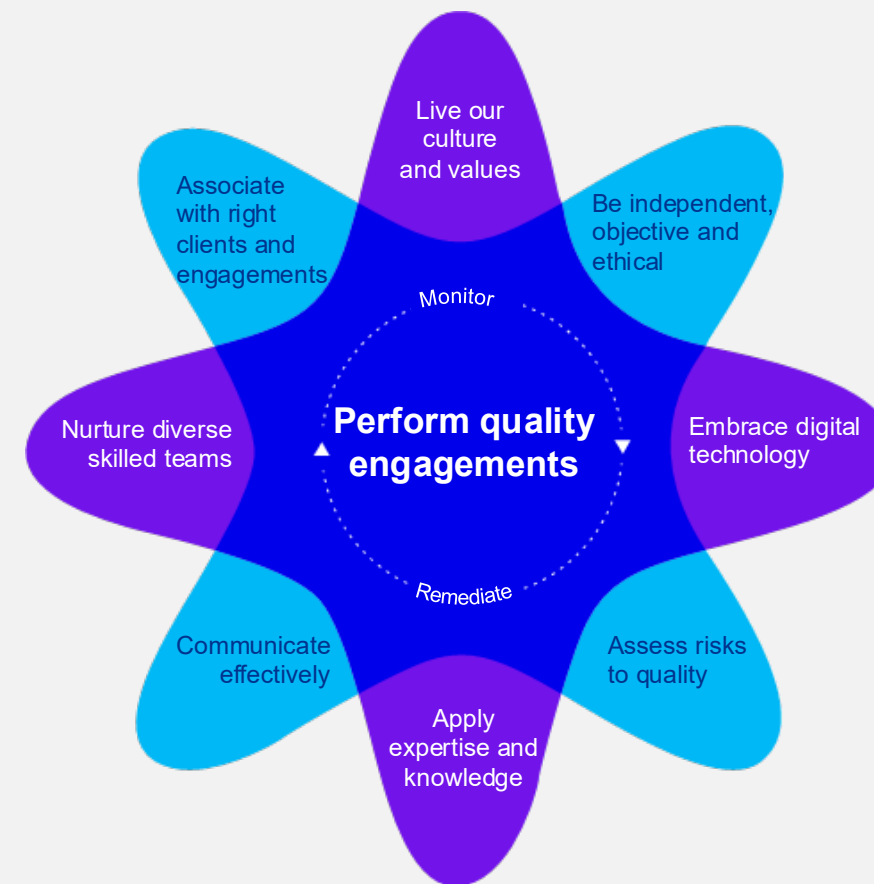 Live our
culture
and values
Associate
with right
clients and
engagements
Be independent,
objective and
ethical
Monitor
Perform quality
engagements
Nurture diverse
skilled teams
Embrace digital
technology
Remediate
Communicate
effectively
Assess risks
to quality
Apply
expertise and
knowledge